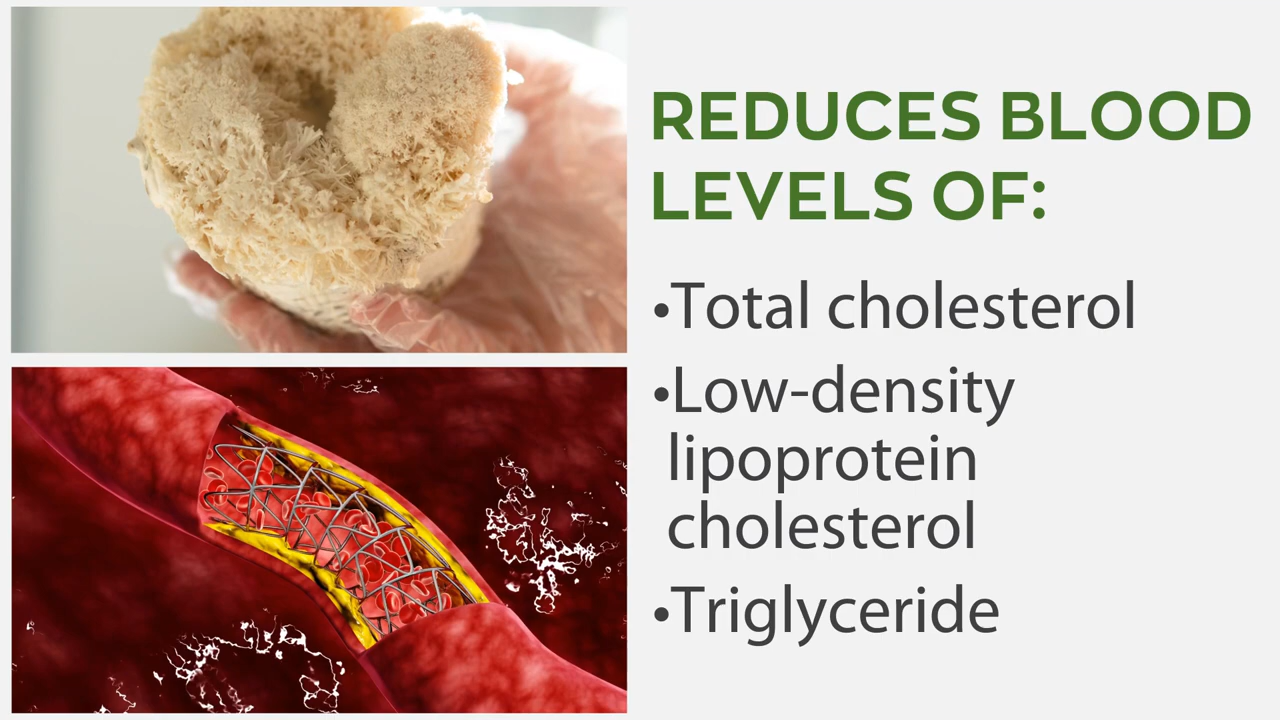 REDUCES BLOOD
LEVELS OF:
•Total cholesterol
•Low-density
lipoprotein
cholesterol
•Triglyceride